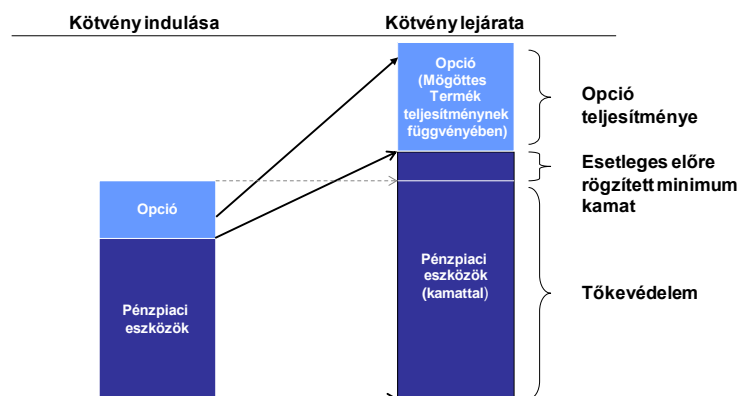 Kötvény indulása
Kötvény lejárata
Opció
(Mögöttes
Termék
teljesítménynek
függvényében)
Opció
teljesítménye
Esetleges előre
rögzített minimum
kamat
Opció
Pénzpiaci
eszközök
(kamattal)
Tőkevédelem
Pénzpiaci
eszközök